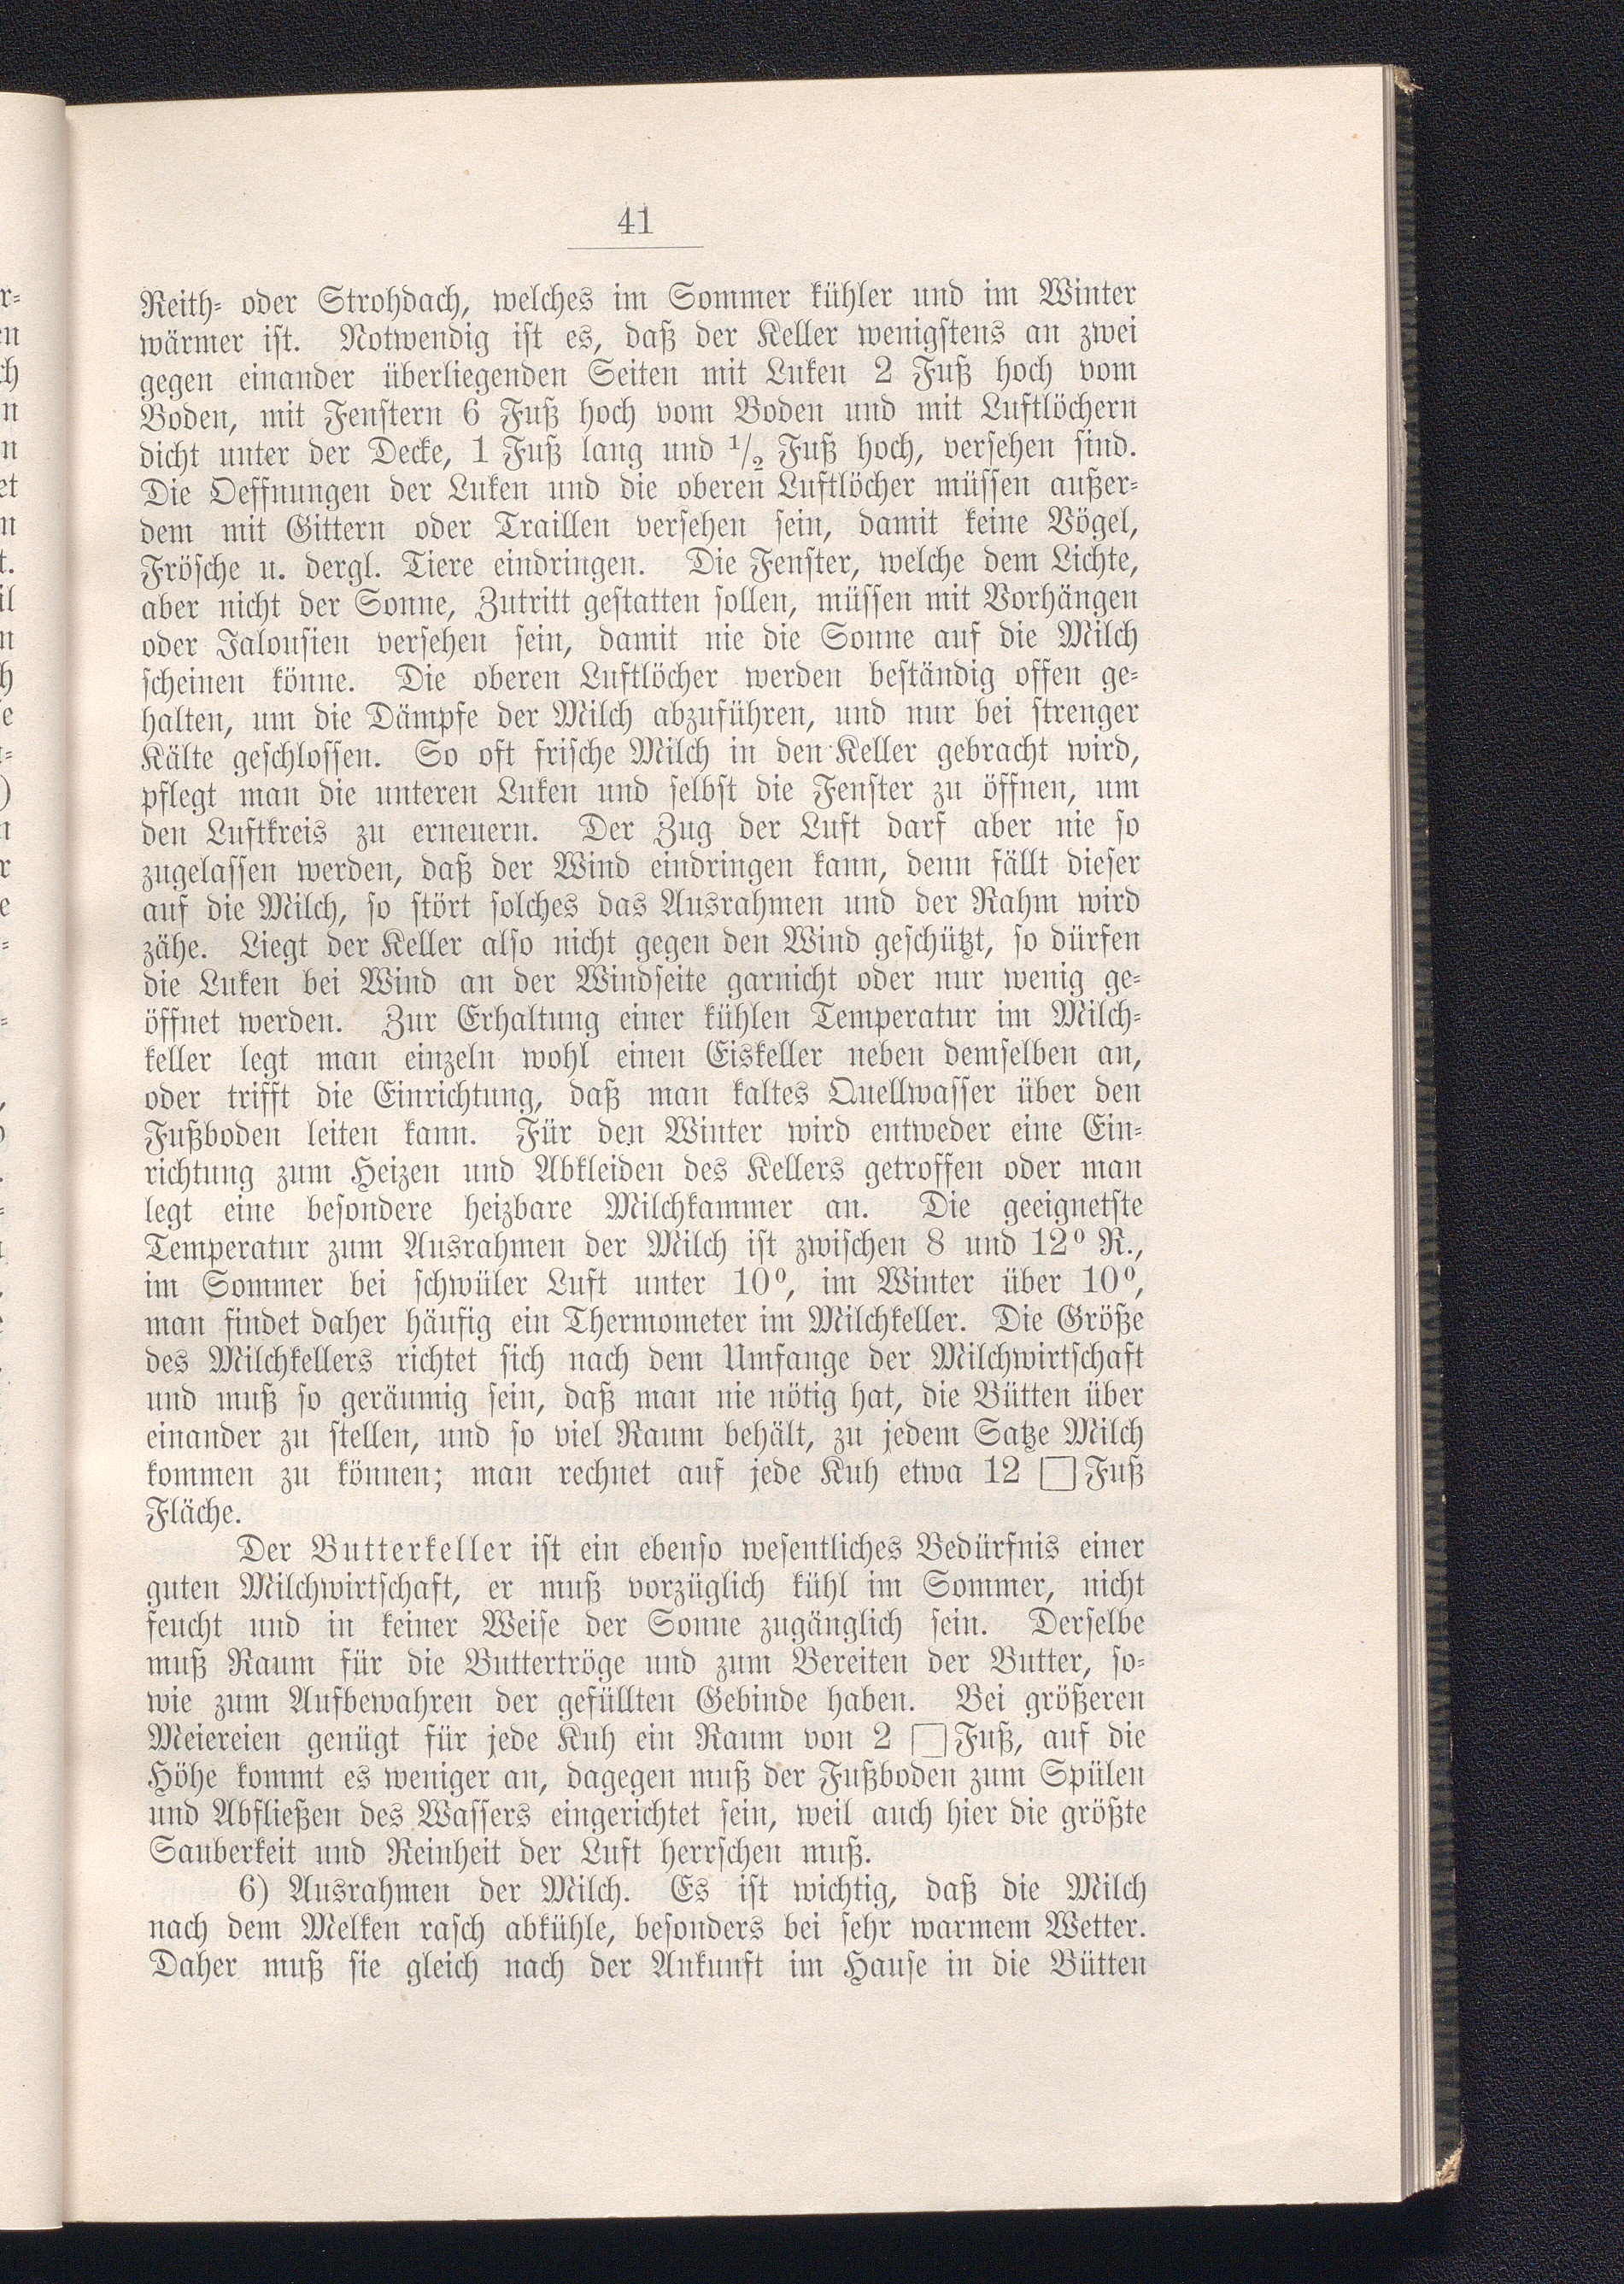 41
Reith- oder Strohdach, welches im Sommer kühler und im Winter
wärmer ist. Notwendig ist es, daß der Keller wenigstens an zwei
gegen einander überliegenden Seiten mit Luken 2 Fuß hoch vom
Boden, mit Fenstern 6 Fuß hoch vom Boden und mit Luftlöchern
dicht unter der Decke, 1 Fuß lang und 1/2 Fuß hoch, versehen sind.
Die Oeffnungen der Luken und die oberen Luftlöcher müssen außer-
dem mit Gittern oder Traillen versehen sein, damit keine Vögel,
Frösche u. dergl. Tiere eindringen. Die Fenster, welche dem Lichte,
aber nicht der Sonne, Zutritt gestatten sollen, müssen mit Vorhängen
oder Jalousien versehen sein, damit nie die Sonne auf die Milch
scheinen könne. Die oberen Luftlöcher werden beständig offen ge-
halten, um die Dämpfe der Milch abzuführen, und nur bei strenger
Kälte geschlossen. So oft frische Milch in den Keller gebracht wird,
pflegt man die unteren Luken und selbst die Fenster zu öffnen, um
den Luftkreis zu erneuern. Der Zug der Luft darf aber nie so
zugelassen werden, daß der Wind eindringen kann, denn fällt dieser
auf die Milch, so stört solches das Ausrahmen und der Rahm wird
zähe. Liegt der Keller also nicht gegen den Wind geschützt, so dürfen
die Luken bei Wind an der Windseite garnicht oder nur wenig ge-
öffnet werden. Zur Erhaltung einer kühlen Temperatur im Milch-
keller legt man einzeln wohl einen Eiskeller neben demselben an,
oder trifft die Einrichtung, daß man kaltes Quellwasser über den
Fußboden leiten kann. Für den Winter wird entweder eine Ein-
richtung zum Heizen und Abkleiden des Kellers getroffen oder man
legt eine besondere heizbare Milchkammer an. Die geeignetste
Temperatur zum Ausrahmen der Milch ist zwischen 8 und 12⁰ R.,
im Sommer bei schwüler Luft unter 10⁰, im Winter über 10⁰,
man findet daher häufig ein Thermometer im Milchkeller. Die Größe
des Milchkellers richtet sich nach dem Umfange der Milchwirtschaft
und muß so geräumig sein, daß man nie nötig hat, die Bütten über
einander zu stellen, und so viel Raum behält, zu jedem Satze Milch
kommen zu können; man rechnet auf jede Kuh etwa 12 □ Fuß
Fläche.
Der Butterkeller ist ein ebenso wesentliches Bedürfnis einer
guten Milchwirtschaft, er muß vorzüglich kühl im Sommer, nicht
feucht und in keiner Weise der Sonne zugänglich sein. Derselbe
muß Raum für die Buttertröge und zum Bereiten der Butter, so-
wie zum Aufbewahren der gefüllten Gebinde haben. Bei größeren
Meiereien genügt für jede Kuh ein Raum von 2 □ Fuß, auf die
Höhe kommt es weniger an, dagegen muß der Fußboden zum Spülen
und Abfließen des Wassers eingerichtet sein, weil auch hier die größte
Sauberkeit und Reinheit der Luft herrschen muß.
6) Ausrahmen der Milch. Es ist wichtig, daß die Milch
nach dem Melken rasch abkühle, besonders bei sehr warmem Wetter.
Daher muß sie gleich nach der Ankunft im Hause in die Bütten